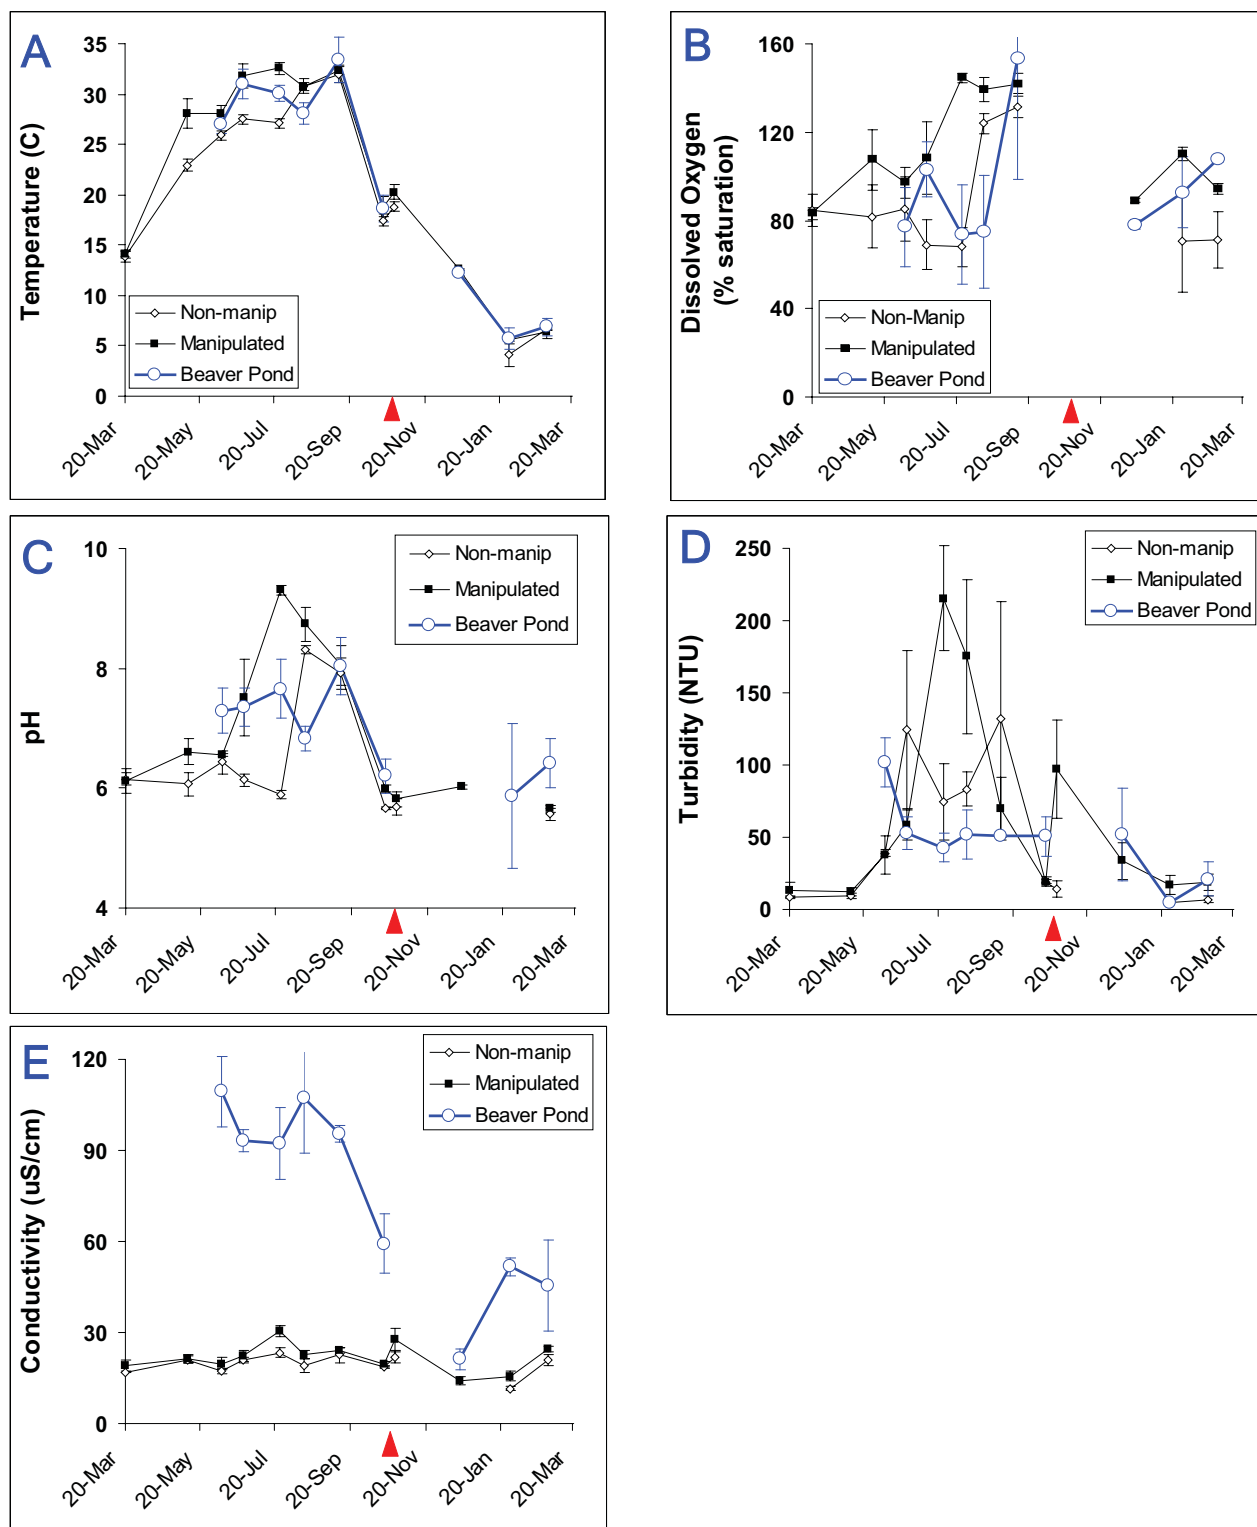 A
Temperature (C)
35
30
25
20
15
10
5
0
Non-manip
Manipulated
Beaver Pond
20-Mar
20-May
20-Jul
20-Sep
20-Nov
20-Jan
20-Mar
B
Dissolved Oxygen
(% saturation)
160
120
80
40
0
Non-Manip
Manipulated
Beaver Pond
20-Mar
20-May
20-Jul
20-Sep
20-Nov
20-Jan
20-Mar
C
pH
10
8
6
4
Non-manip
Manipulated
Beaver Pond
20-Mar
20-May
20-Jul
20-Sep
20-Nov
20-Jan
20-Mar
D
Turbidity (NTU)
250
200
150
100
50
0
Non-manip
Manipulated
Beaver Pond
20-Mar
20-May
20-Jul
20-Sep
20-Nov
20-Jan
20-Mar
E
Conductivity (uS/cm)
120
90
60
30
0
Non-manip
Manipulated
Beaver Pond
20-Mar
20-May
20-Jul
20-Sep
20-Nov
20-Jan
20-Mar